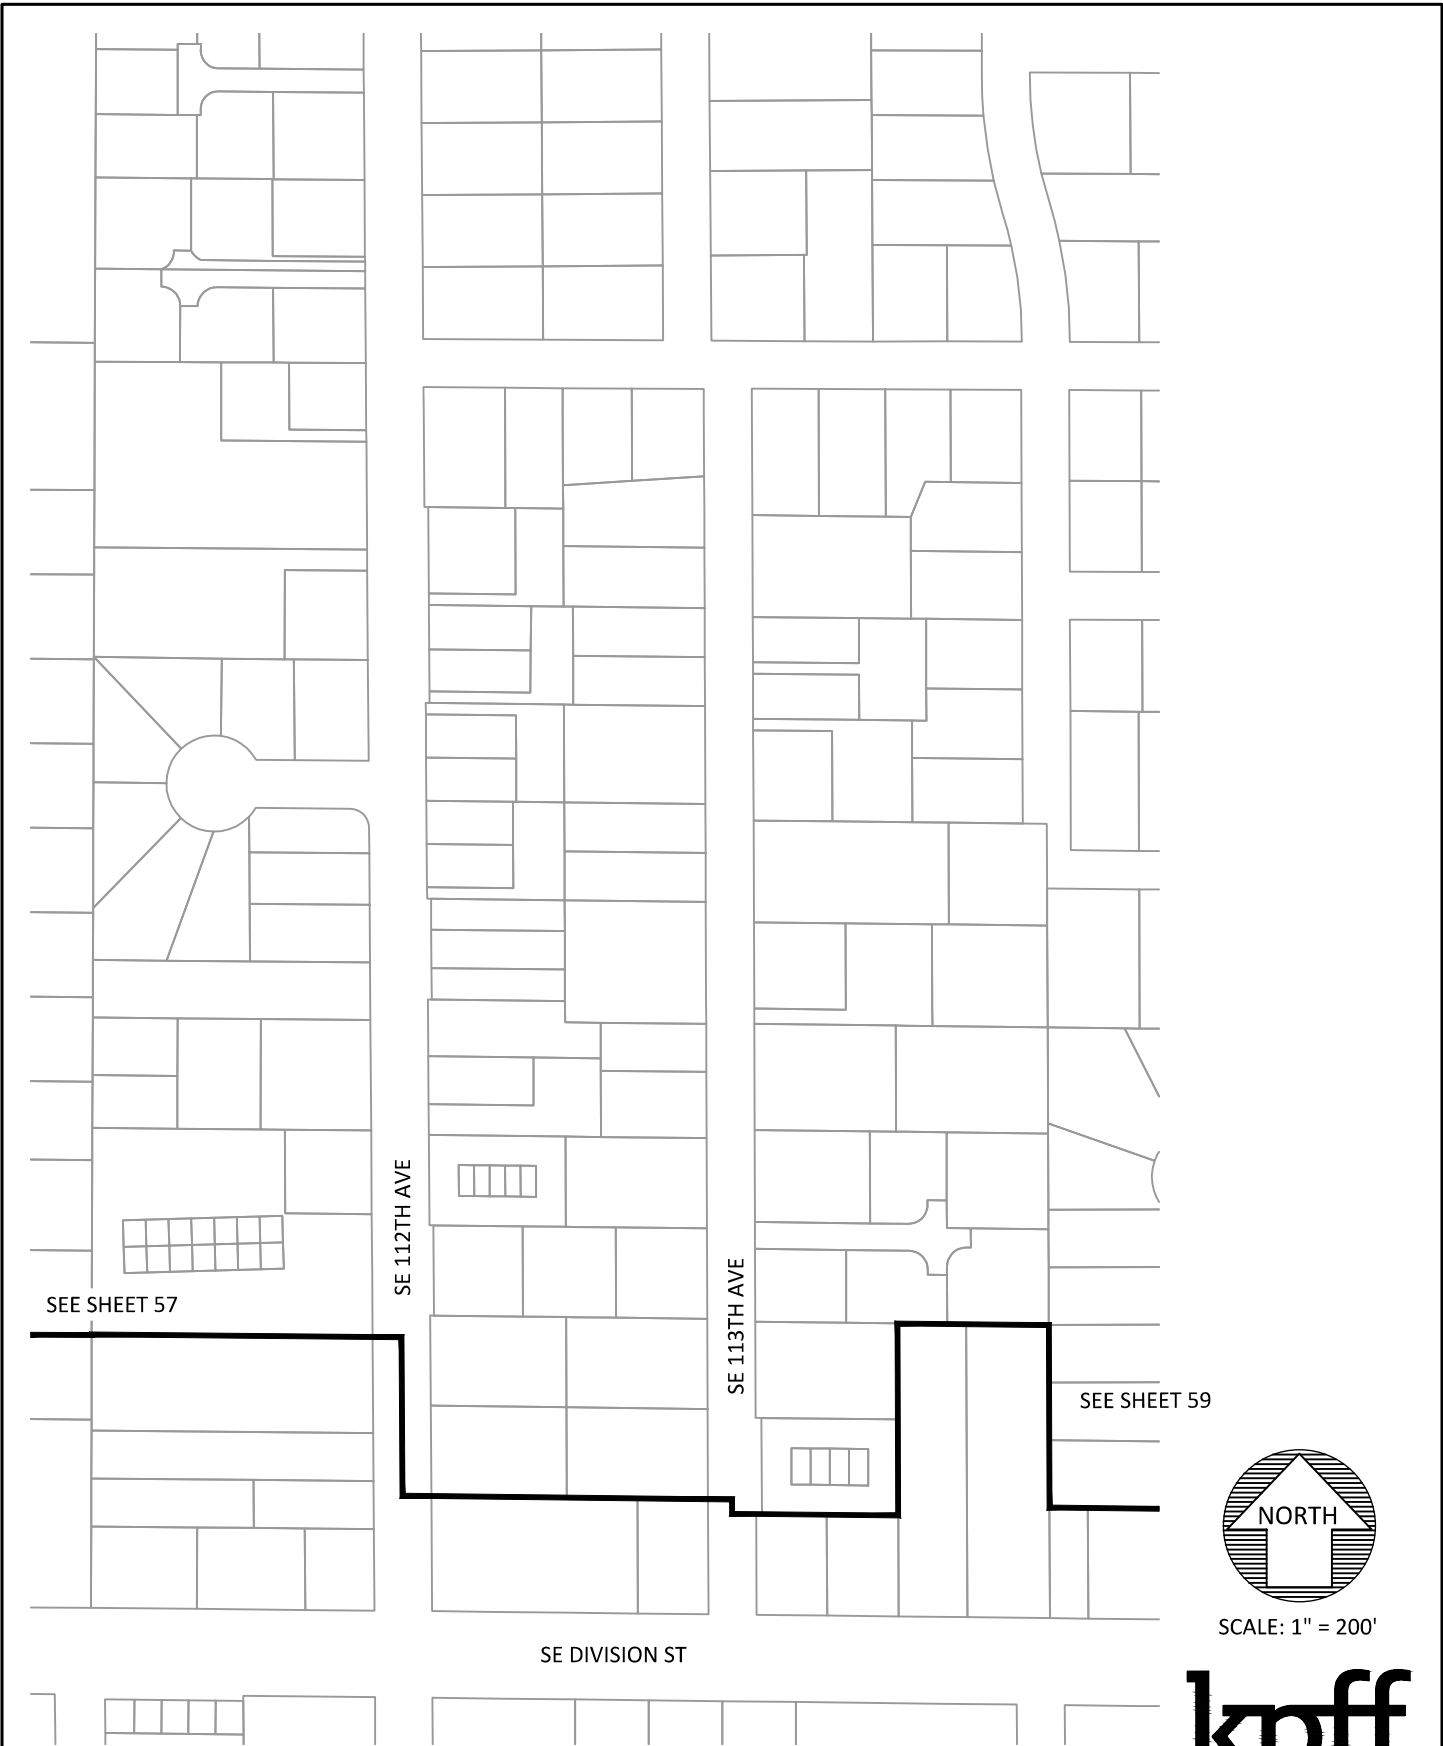 SE 112TH AVE
SE 113TH AVE
SEE SHEET 57
SEE SHEET 59
NORTH
SCALE: 1" = 200'
SE DIVISION ST
kpff